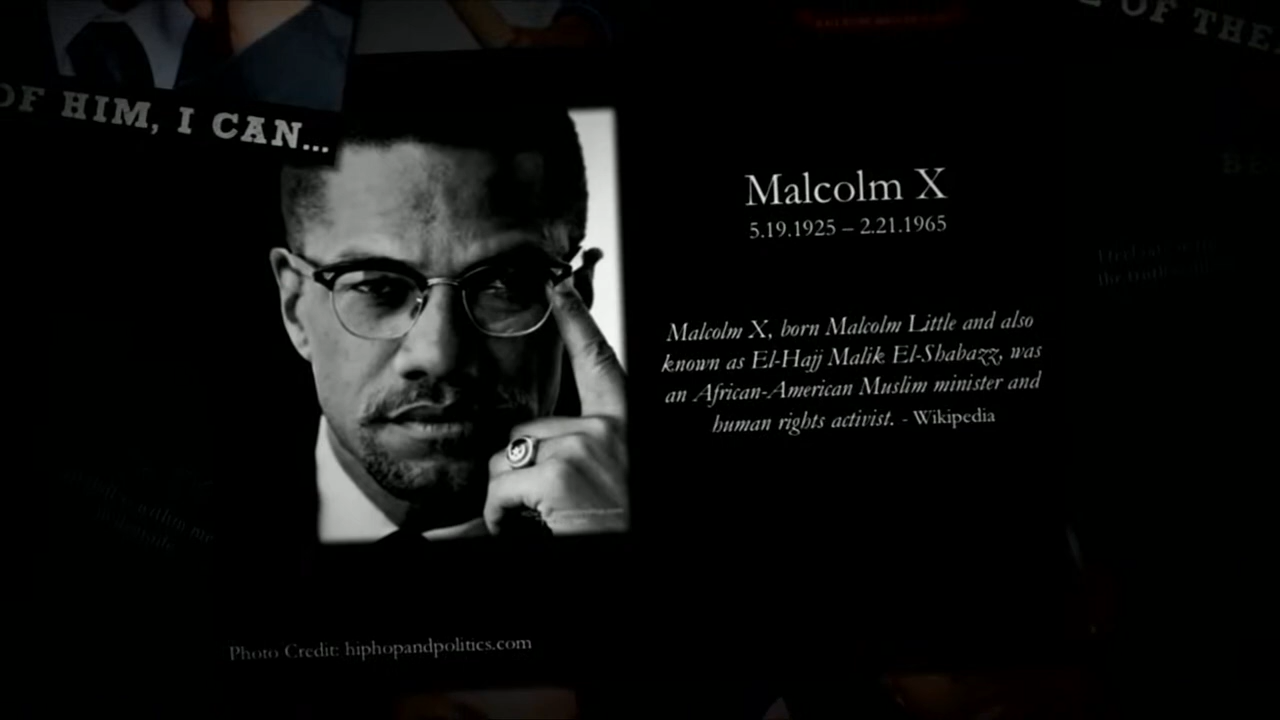 OF HIM, I CAN...
E OF THE
Malcolm X
5.19.1925 – 2.21.1965
Malcolm X, born Malcolm Little and also
known as El-Hajj Malik El-Shabazz, was
an African-American Muslim minister and
human rights activist. - Wikipedia
Photo Credit: hiphopandpolitics.com